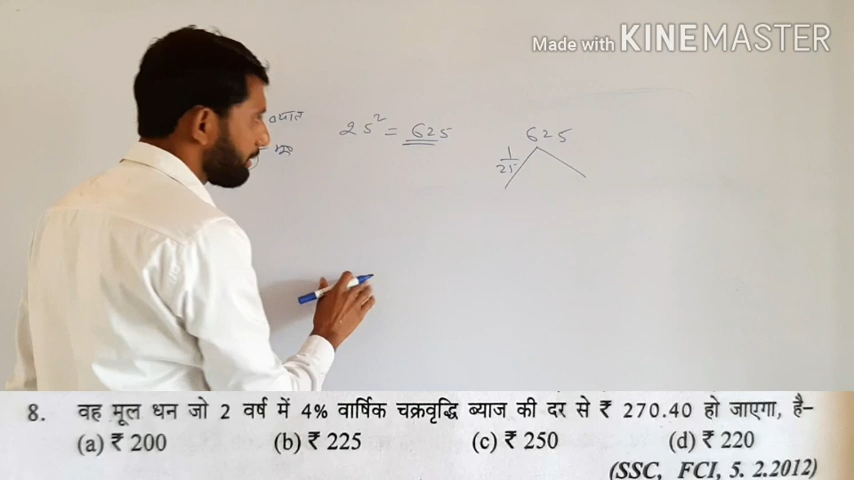 Made with KINEMASTER
ब्याज
मूल
25² = 625
625
1/25
8. वह मूल धन जो 2 वर्ष में 4% वार्षिक चक्रवृद्धि ब्याज की दर से ₹ 270.40 हो जाएगा, है–
(a) ₹ 200 (b) ₹ 225 (c) ₹ 250 (d) ₹ 220
(SSC, FCI, 5. 2.2012)